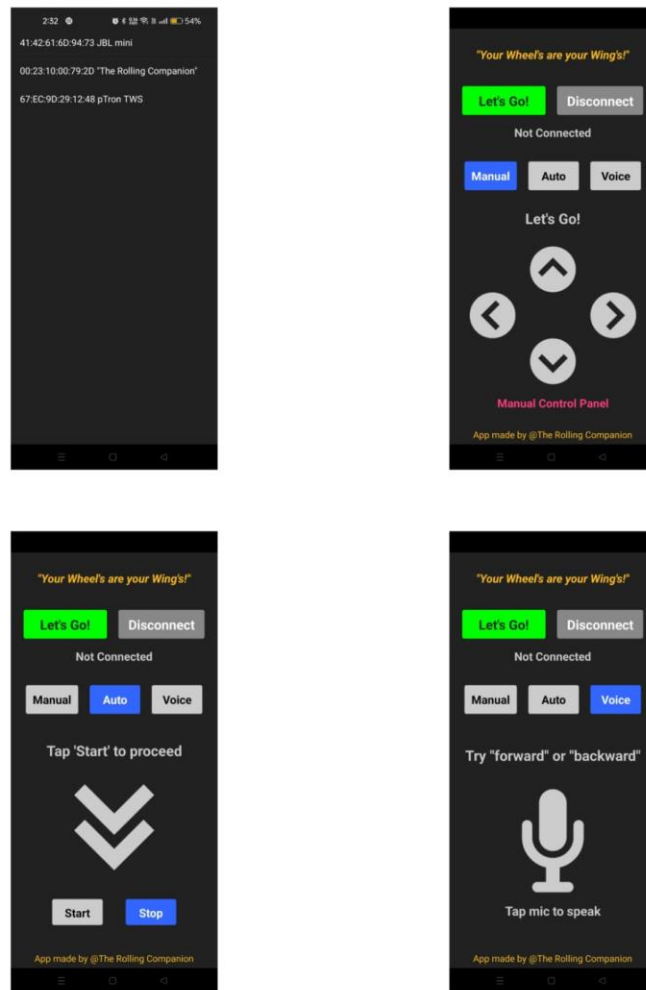 2:32 54%
41:42:61:6D:94:73 JBL mini
00:23:10:00:79:2D "The Rolling Companion"
67:EC:9D:29:12:48 pTron TWS
"Your Wheel's are your Wing's!"
Let's Go! Disconnect
Not Connected
Manual Auto Voice
Let's Go!
Manual Control Panel
App made by @The Rolling Companion
"Your Wheel's are your Wing's!"
Let's Go! Disconnect
Not Connected
Manual Auto Voice
Tap 'Start' to proceed
Start Stop
App made by @The Rolling Companion
"Your Wheel's are your Wing's!"
Let's Go! Disconnect
Not Connected
Manual Auto Voice
Try "forward" or "backward"
Tap mic to speak
App made by @The Rolling Companion